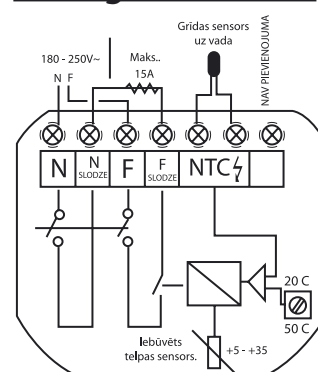 Grīdas sensors
uz vada
NAV PIEVIENOJUMA
180 - 250V~
Maks..
15A
N F
N
N
SLODZE
F
F
SLODZE
NTC
20 C
50 C
Iebūvēts
telpas sensors.
+5 - +35